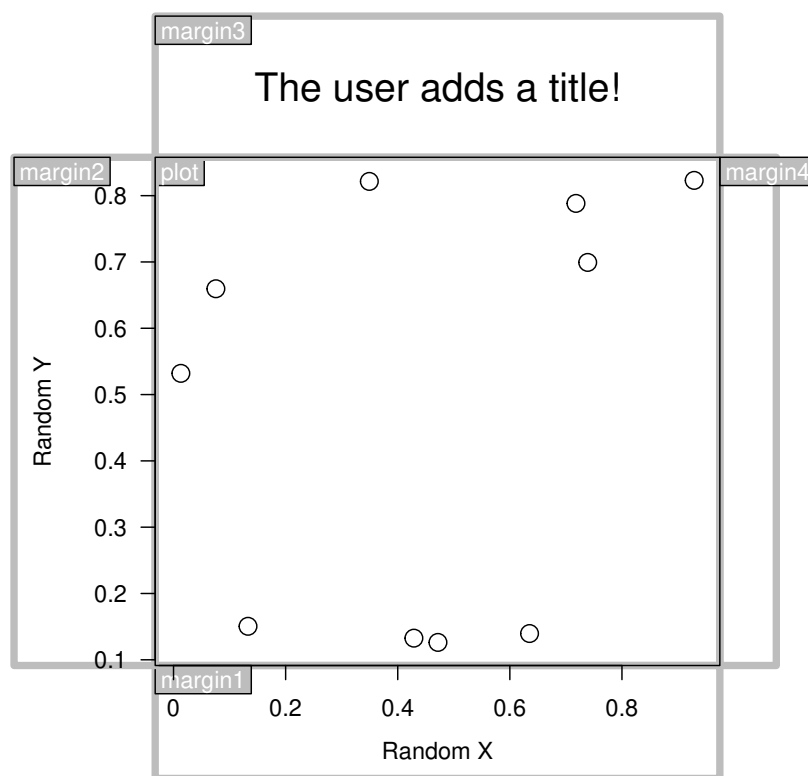 margin3
The user adds a title!
margin2
plot
margin4
0.8
0.7
0.6
0.5
0.4
0.3
0.2
0.1
Random Y
margin1
0 0.2 0.4 0.6 0.8
Random X